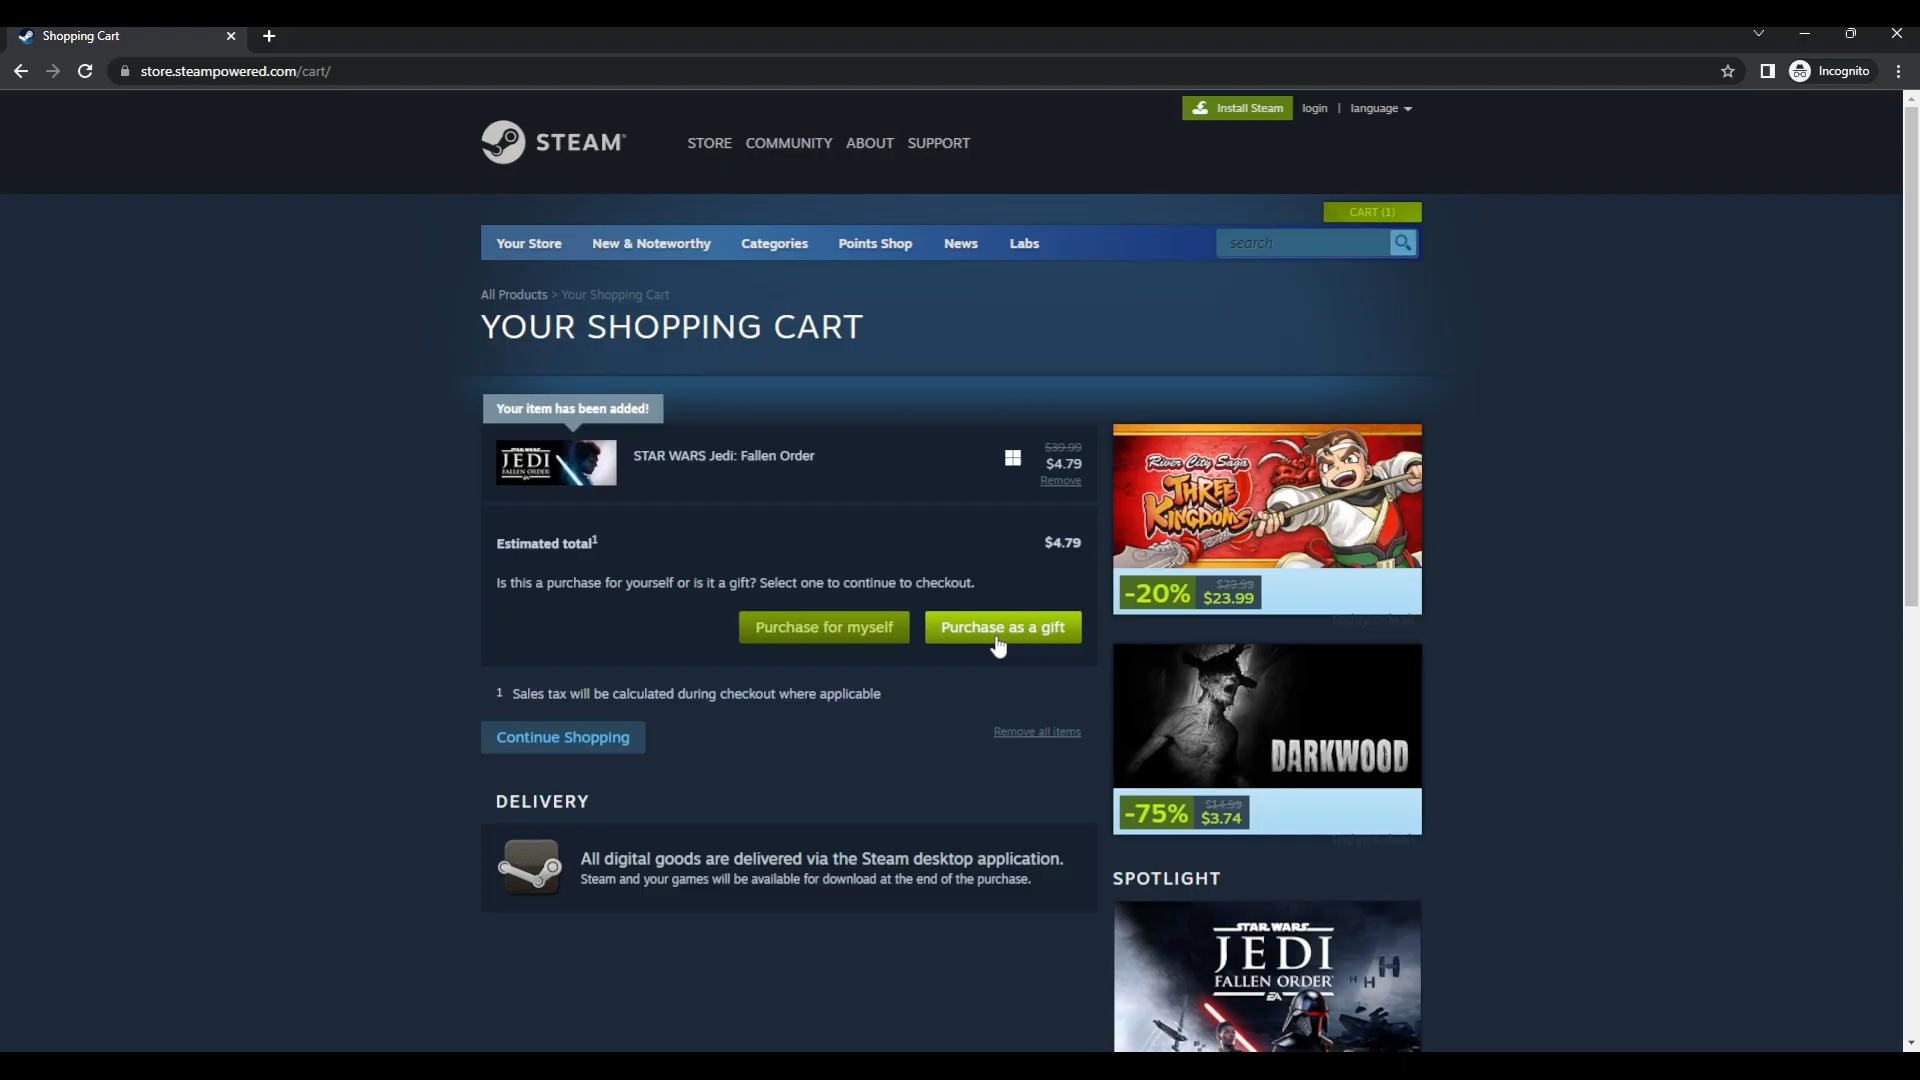 Shopping Cart
store.steampowered.com/cart/
Incognito
Install Steam login | language
STEAM
STORE COMMUNITY ABOUT SUPPORT
CART (1)
Your Store New & Noteworthy Categories Points Shop News Labs
search
All Products > Your Shopping Cart
YOUR SHOPPING CART
Your item has been added!
STAR WARS
JEDI
FALLEN ORDER
STAR WARS Jedi: Fallen Order
$39.99
$4.79
Remove
Estimated total¹
$4.79
Is this a purchase for yourself or is it a gift? Select one to continue to checkout.
Purchase for myself
Purchase as a gift
1 Sales tax will be calculated during checkout where applicable
Continue Shopping
Remove all items
DELIVERY
All digital goods are delivered via the Steam desktop application.
Steam and your games will be available for download at the end of the purchase.
River City Saga
THREE
KINGDOMS
-20%
$29.99
$23.99
DARKWOOD
-75%
$14.99
$3.74
SPOTLIGHT
STAR WARS
JEDI
FALLEN ORDER
EA